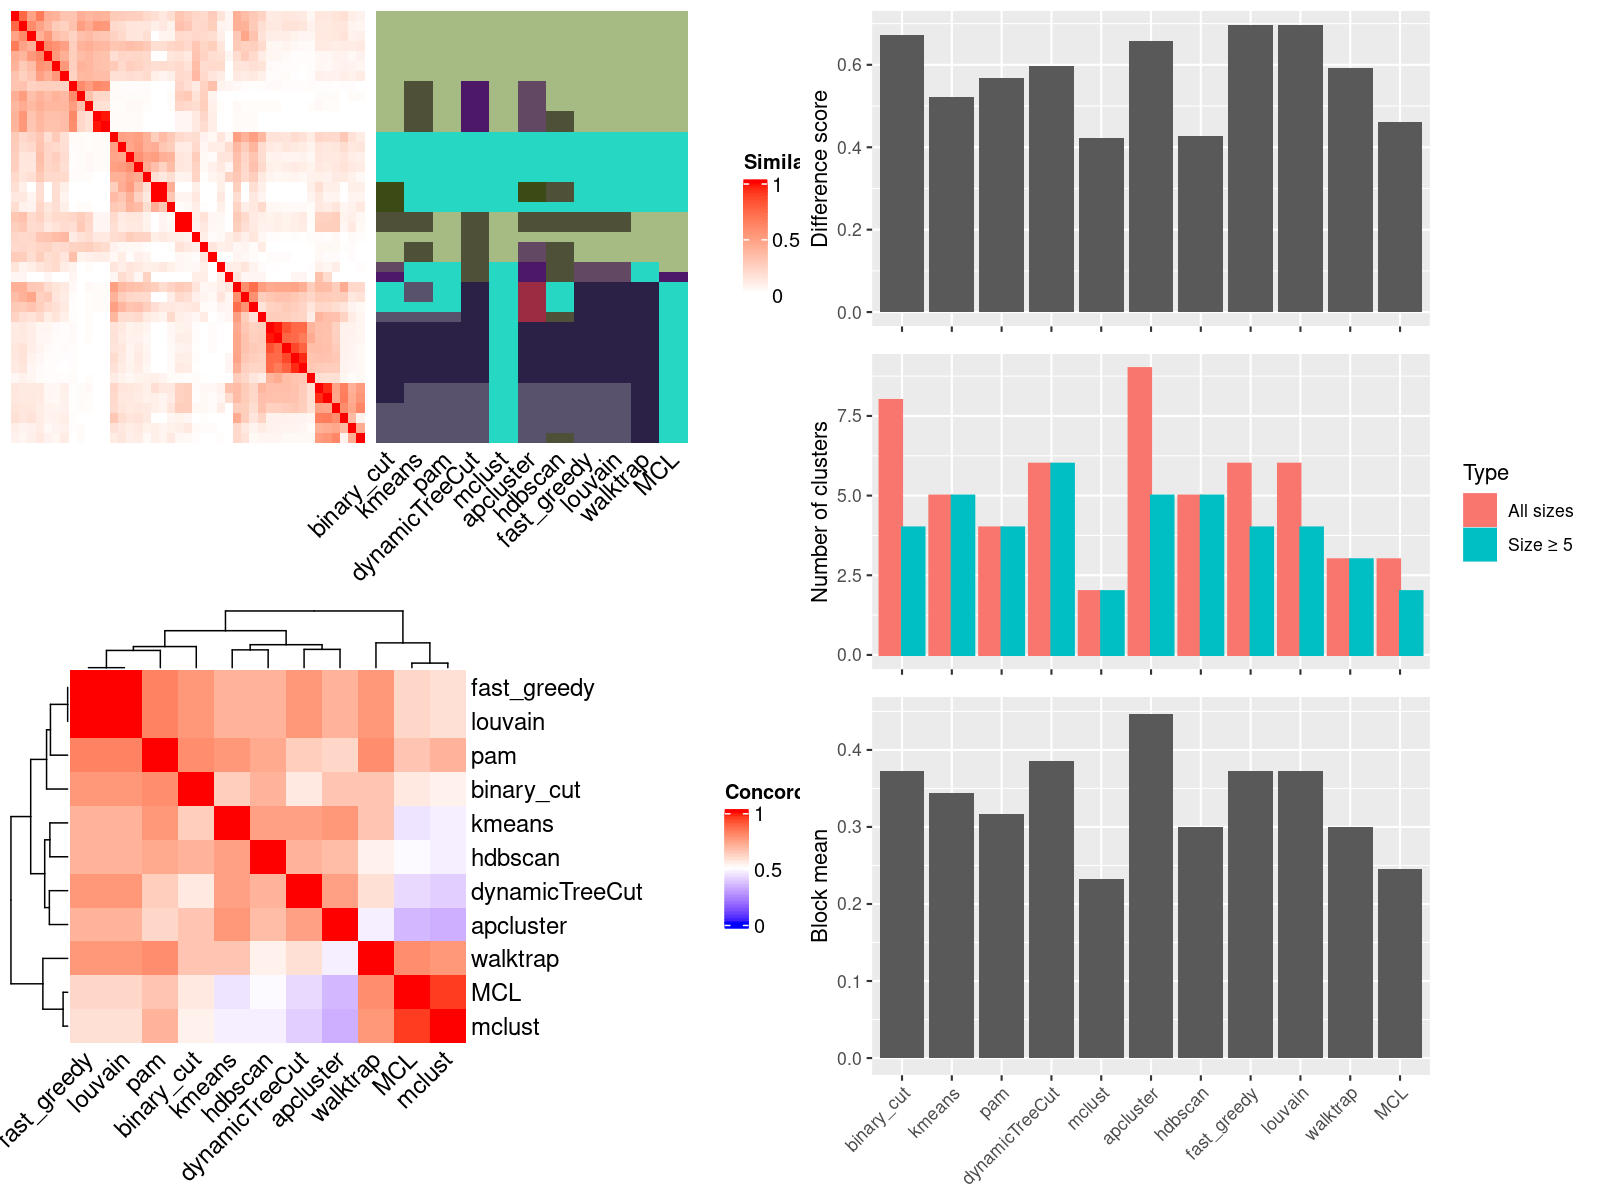 Simila
1
0.5
0
binary_cut
kmeans
pam
dynamicTreeCut
mclust
apcluster
hdbscan
fast_greedy
louvain
walktrap
MCL
fast_greedy
louvain
pam
binary_cut
kmeans
hdbscan
dynamicTreeCut
apcluster
walktrap
MCL
mclust
fast_greedy
louvain
pam
binary_cut
kmeans
hdbscan
dynamicTreeCut
apcluster
walktrap
MCL
mclust
Concord
1
0.5
0
Difference score
0.6
0.4
0.2
0.0
Number of clusters
7.5
5.0
2.5
0.0
Type
All sizes
Size ≥ 5
Block mean
0.4
0.3
0.2
0.1
0.0
binary_cut
kmeans
pam
dynamicTreeCut
mclust
apcluster
hdbscan
fast_greedy
louvain
walktrap
MCL